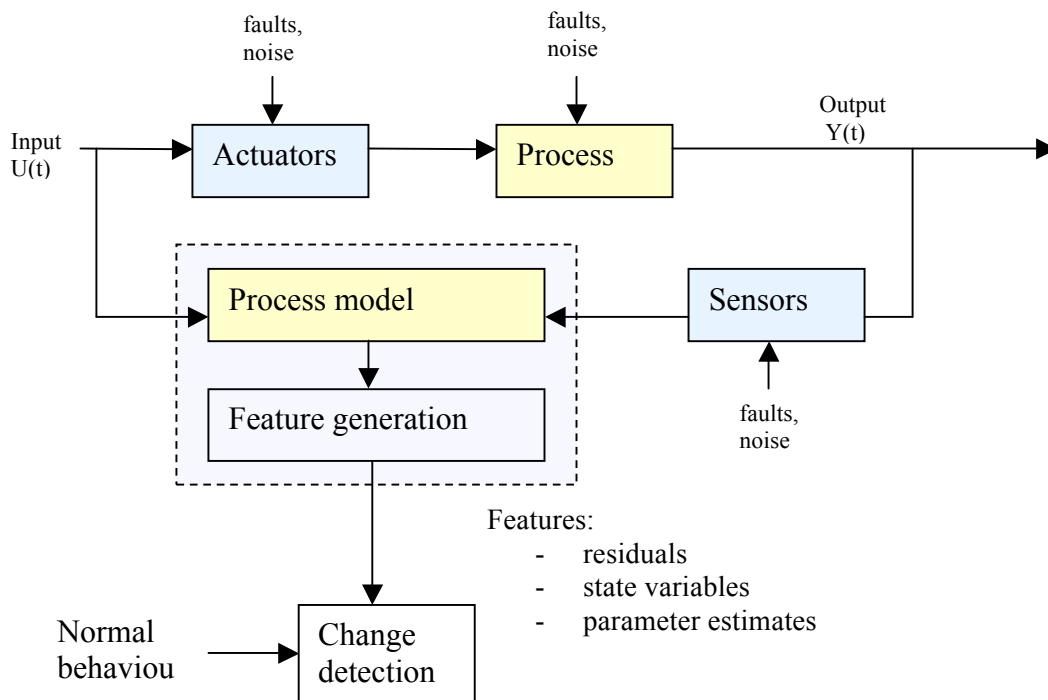 faults,
noise
faults,
noise
Output
Y(t)
Input
U(t)
Actuators
Process
Process model
Sensors
Feature generation
faults,
noise
Features:
- residuals
- state variables
- parameter estimates
Normal
behaviou
Change
detection